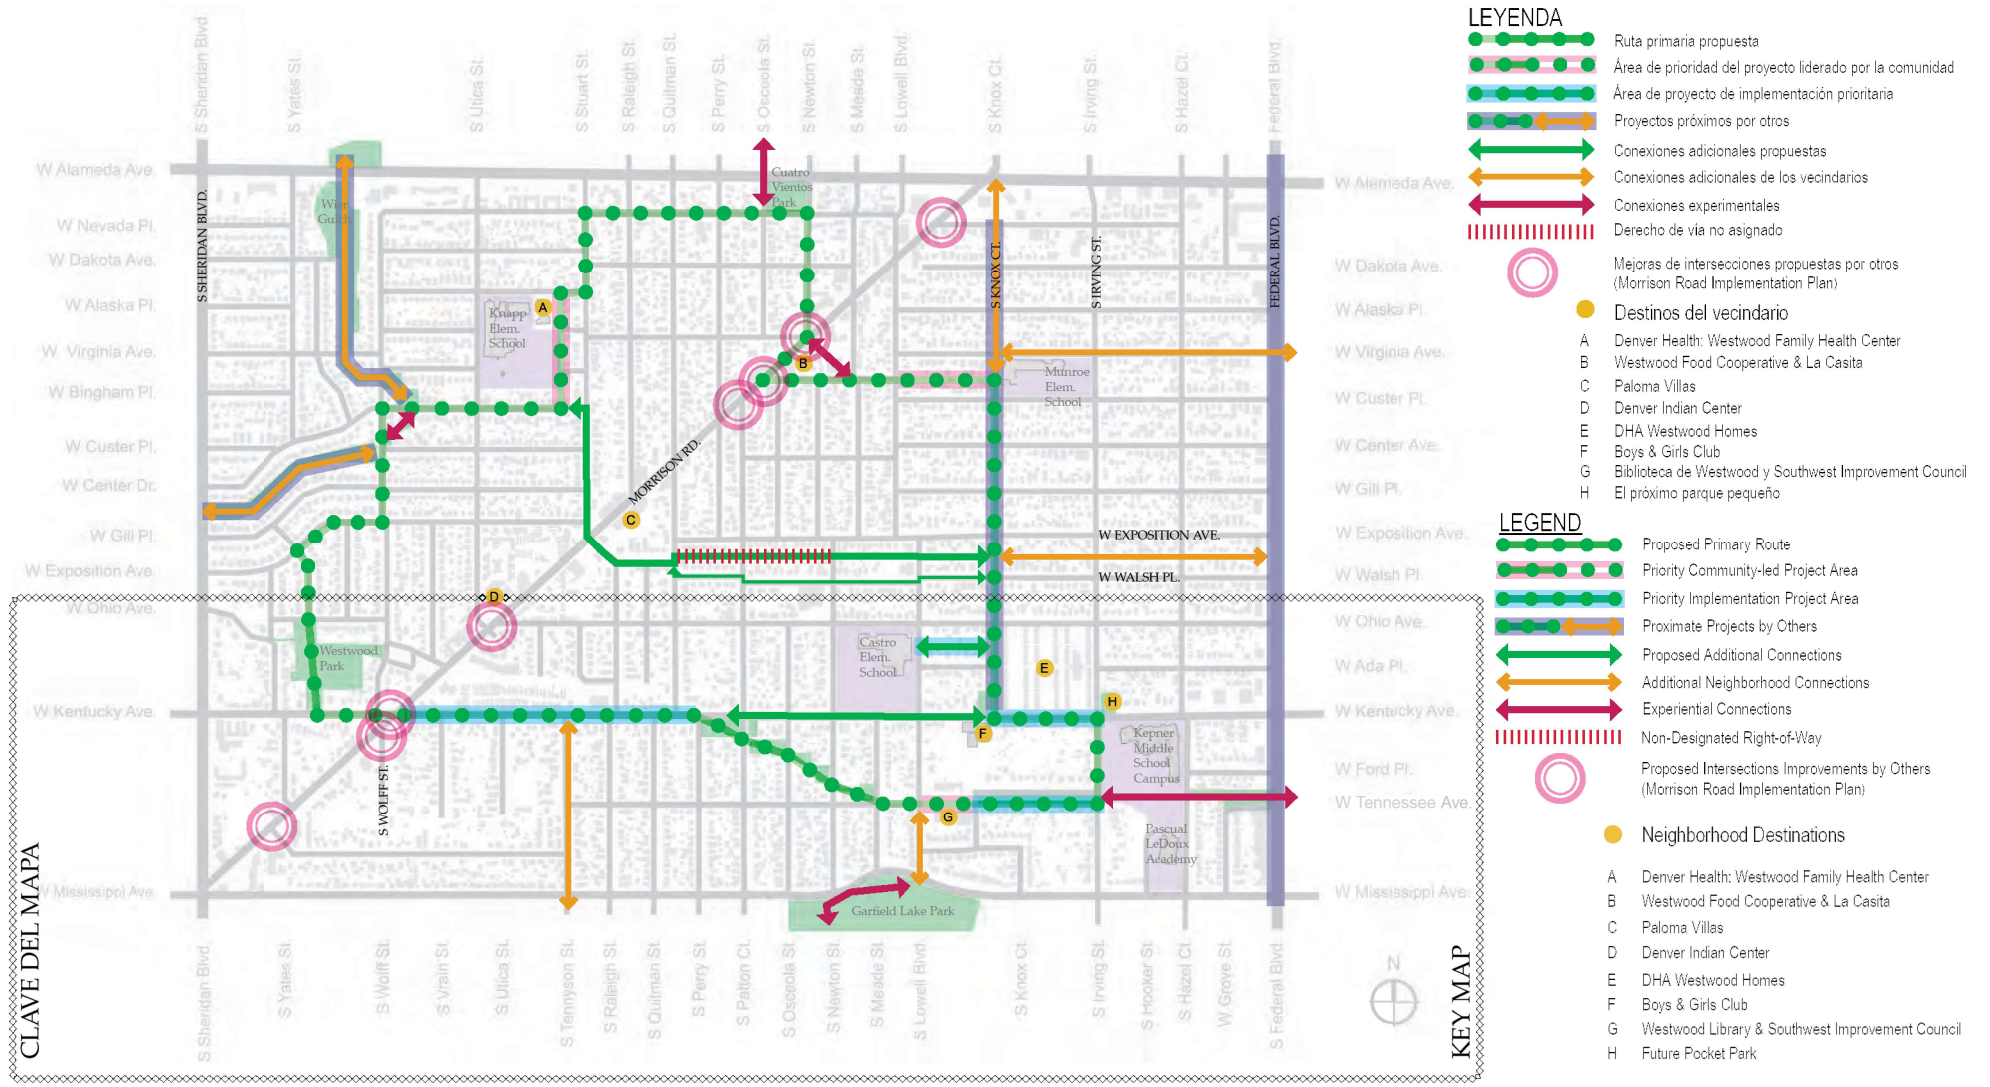 S Sheridan Blvd.
S Yates St.
S Utica St.
S Stuart St.
S Raleigh St.
S Quitman St.
S Perry St.
S Osceola St.
S Newton St.
S Meade St.
S Lowell Blvd.
S Knox Ct.
S Irving St.
S Hazel Ct.
Federal Blvd.
W Alameda Ave.
W Nevada Pl.
W Dakota Ave.
W Alaska Pl.
W Virginia Ave.
W Bingham Pl.
W Custer Pl.
W Center Dr.
W Gill Pl.
W Exposition Ave.
W Ohio Ave.
W Kentucky Ave.
W Mississippi Ave.
S SHERIDAN BLVD.
Wier
Gulch
Cuatro
Vientos
Park
Knapp
Elem.
School
A
B
MORRISON RD.
C
D
S KNOX CT.
S IRVING ST.
FEDERAL BLVD.
Munroe
Elem.
School
W EXPOSITION AVE.
W WALSH PL.
Westwood
Park
Castro
Elem.
School
E
H
F
Kepner
Middle
School
Campus
G
Pascual
LeDoux
Academy
S WOLFF ST.
Garfield Lake Park
W Alameda Ave.
W Dakota Ave.
W Alaska Pl.
W Virginia Ave.
W Custer Pl.
W Center Ave.
W Gill Pl.
W Exposition Ave.
W Walsh Pl.
W Ohio Ave.
W Ada Pl.
W Kentucky Ave.
W Ford Pl.
W Tennessee Ave.
W Mississippi Ave.
CLAVE DEL MAPA
KEY MAP
N
S Sheridan Blvd.
S Yates St.
S Wolff St.
S Vrain St.
S Utica St.
S Tennyson St.
S Raleigh St.
S Quitman St.
S Perry St.
S Patton Ct.
S Osceola St.
S Newton St.
S Meade St.
S Lowell Blvd.
S Knox Ct.
S Irving St.
S Hooker St.
S Hazel Ct.
W Grove St.
S Federal Blvd.
LEYENDA
Ruta primaria propuesta
Área de prioridad del proyecto liderado por la comunidad
Área de proyecto de implementación prioritaria
Proyectos próximos por otros
Conexiones adicionales propuestas
Conexiones adicionales de los vecindarios
Conexiones experimentales
Derecho de vía no asignado
Mejoras de intersecciones propuestas por otros
(Morrison Road Implementation Plan)
Destinos del vecindario
A Denver Health: Westwood Family Health Center
B Westwood Food Cooperative & La Casita
C Paloma Villas
D Denver Indian Center
E DHA Westwood Homes
F Boys & Girls Club
G Biblioteca de Westwood y Southwest Improvement Council
H El próximo parque pequeño
LEGEND
Proposed Primary Route
Priority Community-led Project Area
Priority Implementation Project Area
Proximate Projects by Others
Proposed Additional Connections
Additional Neighborhood Connections
Experiential Connections
Non-Designated Right-of-Way
Proposed Intersections Improvements by Others
(Morrison Road Implementation Plan)
Neighborhood Destinations
A Denver Health: Westwood Family Health Center
B Westwood Food Cooperative & La Casita
C Paloma Villas
D Denver Indian Center
E DHA Westwood Homes
F Boys & Girls Club
G Westwood Library & Southwest Improvement Council
H Future Pocket Park